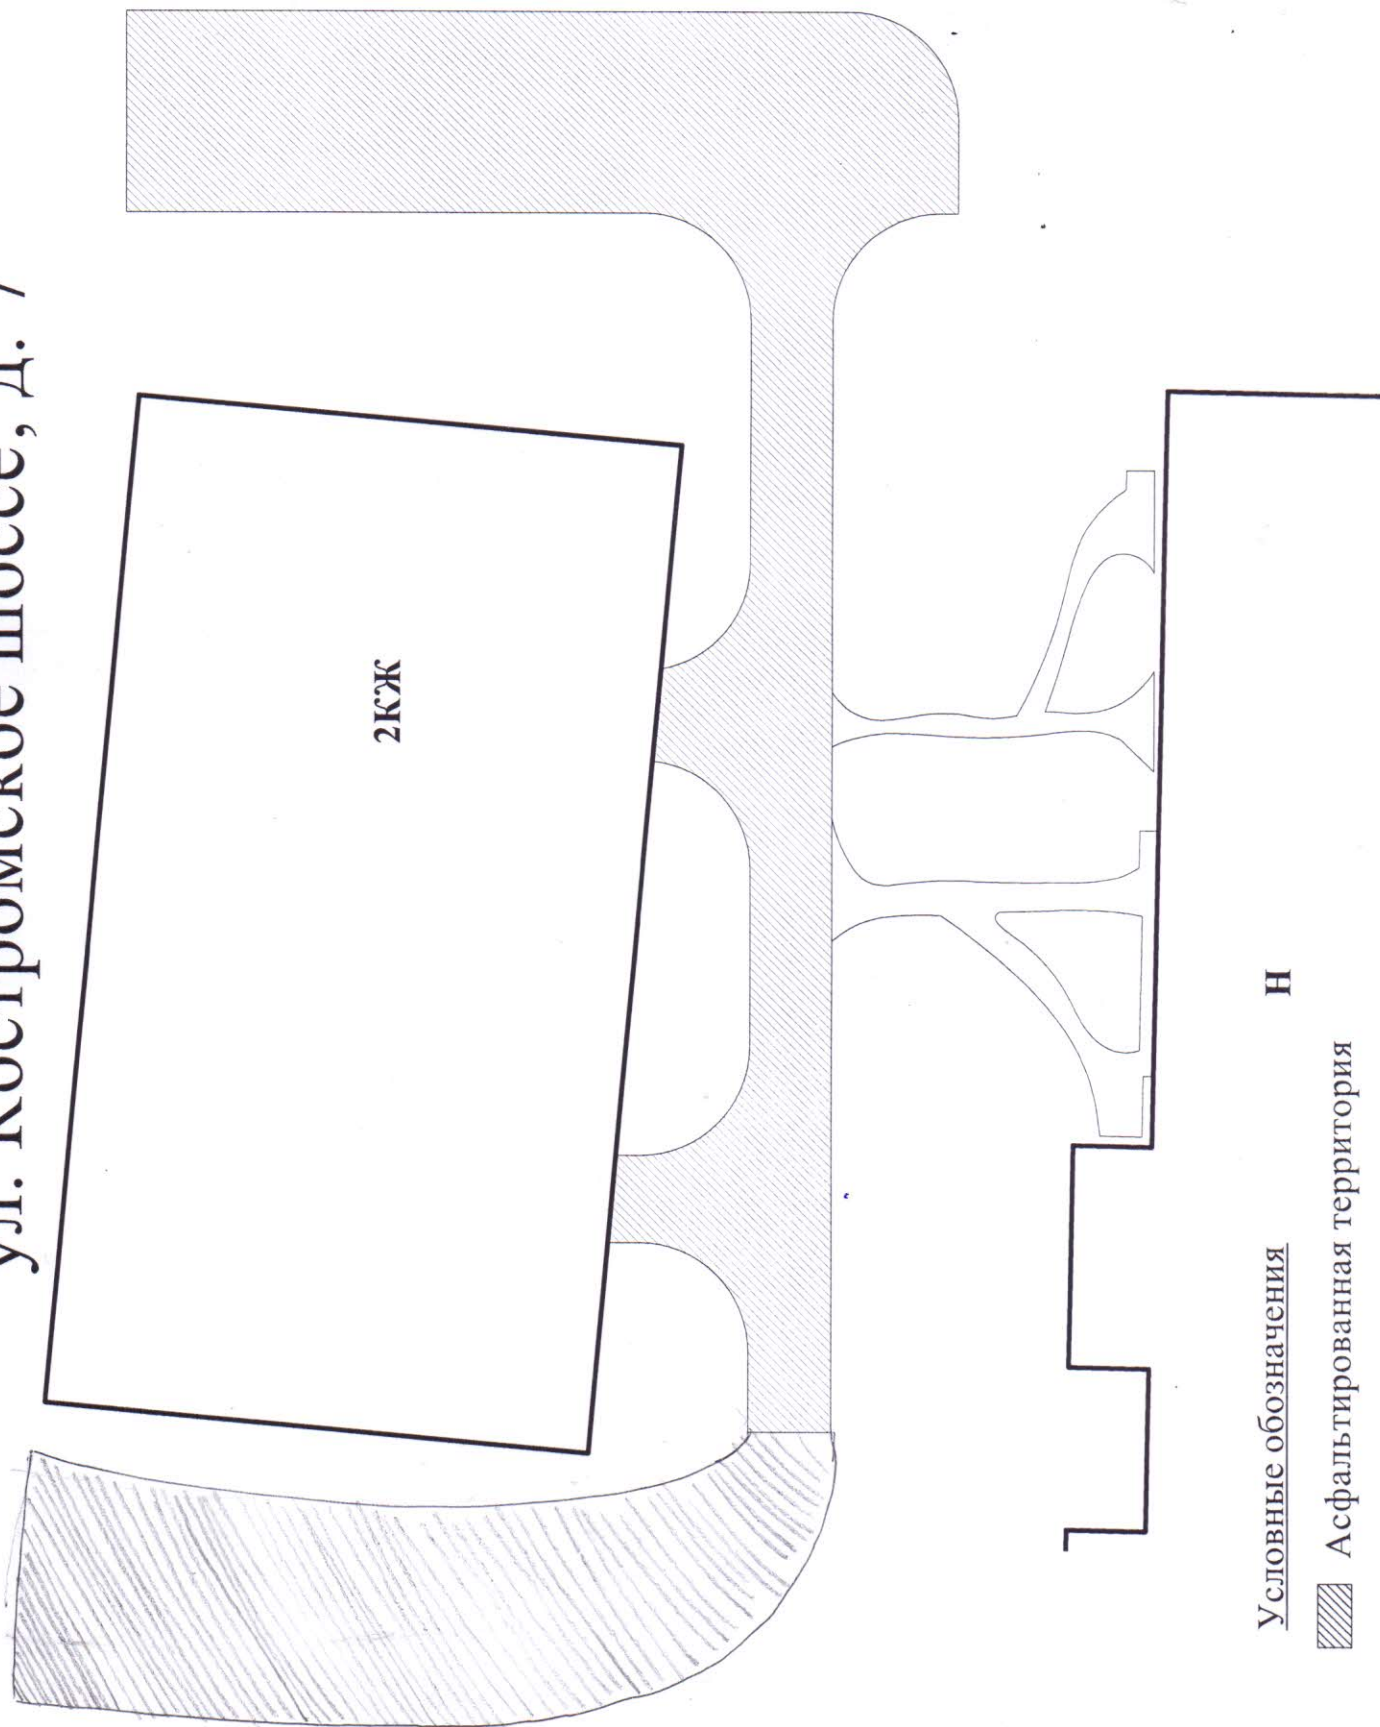 ул. Костромское шоссе, д. 7
2КЖ
Н
Условные обозначения
Асфальтированная территория